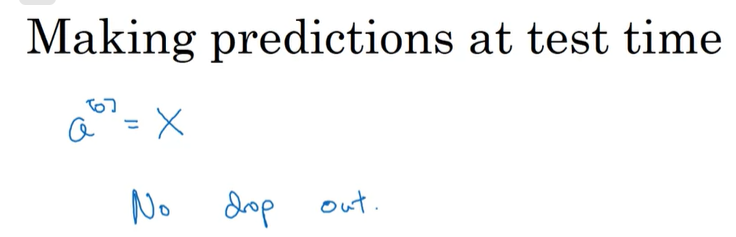 Making predictions at test time
a^[0] = X
No drop out.